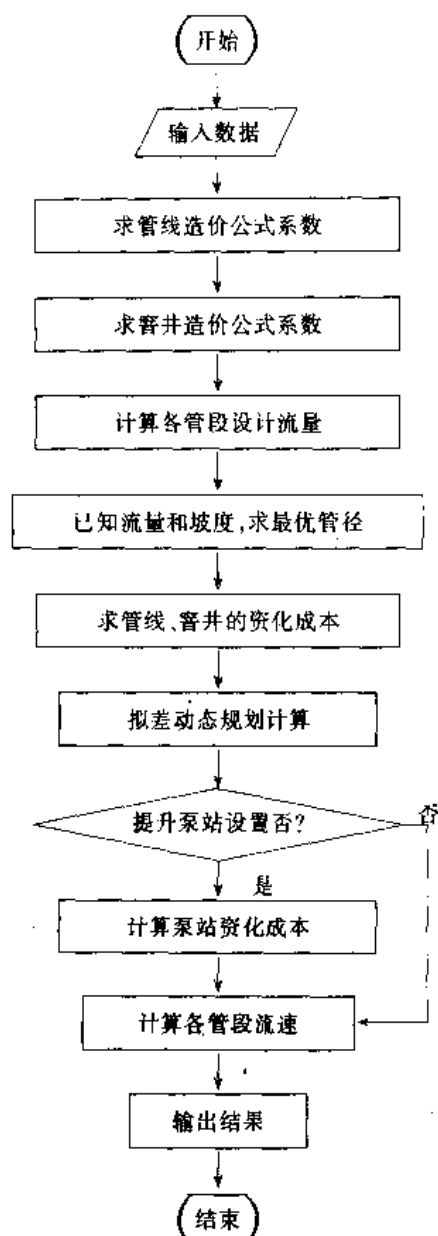 开始
输入数据
求管线造价公式系数
求窨井造价公式系数
计算各管段设计流量
已知流量和坡度,求最优管径
求管线、窨井的资化成本
拟差动态规划计算
提升泵站设置否?
否
是
计算泵站资化成本
计算各管段流速
输出结果
结束